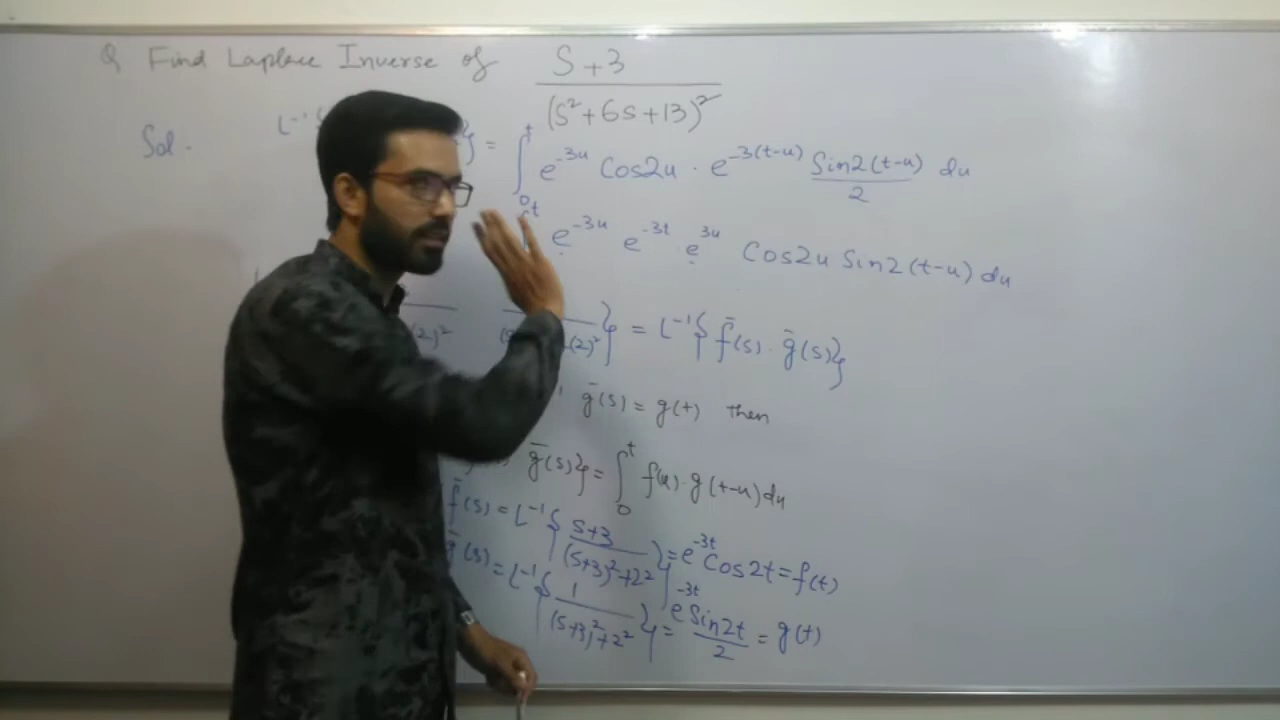 Q Find Laplace Inverse of (S+3)/(s²+6s+13)²
Sol. L⁻¹{ } = ∫₀ᵗ e⁻³ᵘ Cos2u · e⁻³⁽ᵗ⁻ᵘ⁾ Sin2(t-u)/2 du
e⁻³ᵘ e⁻³ᵗ e³ᵘ Cos2u Sin2(t-u) du
(2)² (2)² } = L⁻¹{ f̄(s) . ḡ(s)}
ḡ(s) = g(t) then
ḡ(s)} = ∫₀ᵗ f(u) . g(t-u) du
f̄(s) = L⁻¹{ (s+3)/((s+3)²+2²) } = e⁻³ᵗ Cos2t = f(t)
ḡ(s) = L⁻¹{ 1/((s+3)²+2²) } = e⁻³ᵗ Sin2t/2 = g(t)